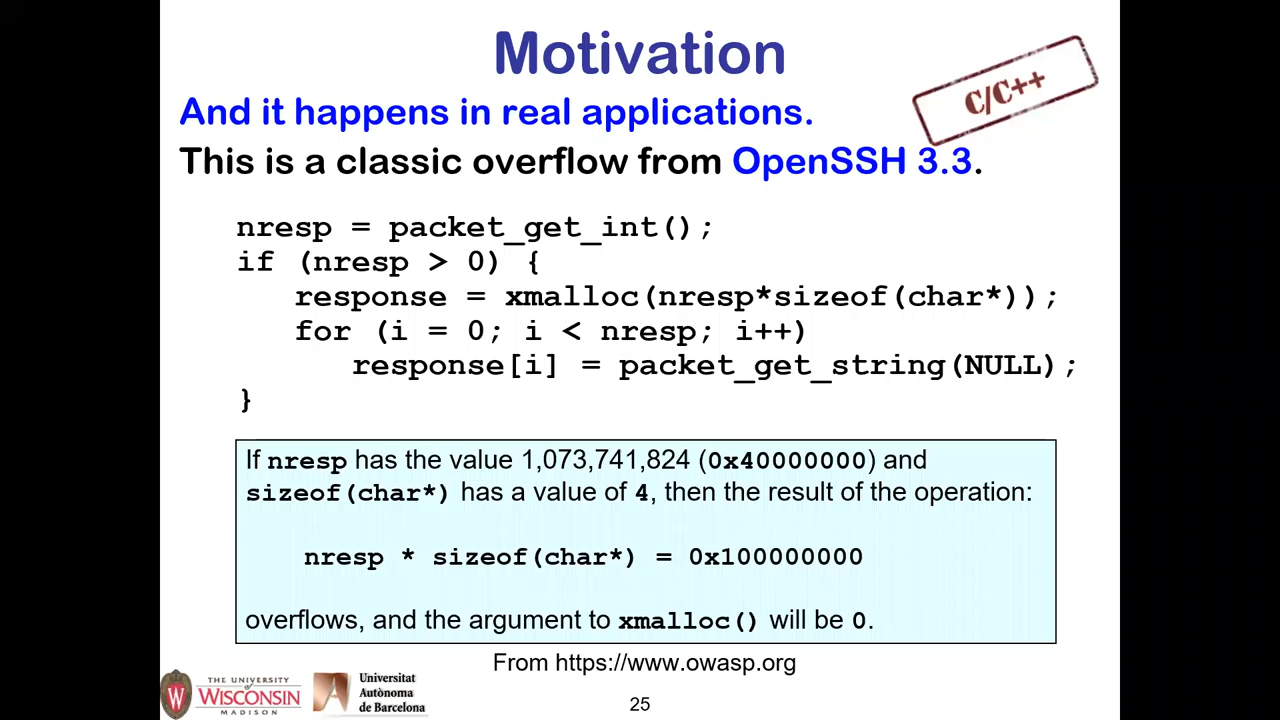 Motivation
C/C++
And it happens in real applications.
This is a classic overflow from OpenSSH 3.3.
nresp = packet_get_int();
if (nresp > 0) {
   response = xmalloc(nresp*sizeof(char*));
   for (i = 0; i < nresp; i++)
      response[i] = packet_get_string(NULL);
}
If nresp has the value 1,073,741,824 (0x40000000) and
sizeof(char*) has a value of 4, then the result of the operation:
nresp * sizeof(char*) = 0x100000000
overflows, and the argument to xmalloc() will be 0.
From https://www.owasp.org
W
THE UNIVERSITY
of
WISCONSIN
MADISON
Universitat
Autònoma
de Barcelona
25